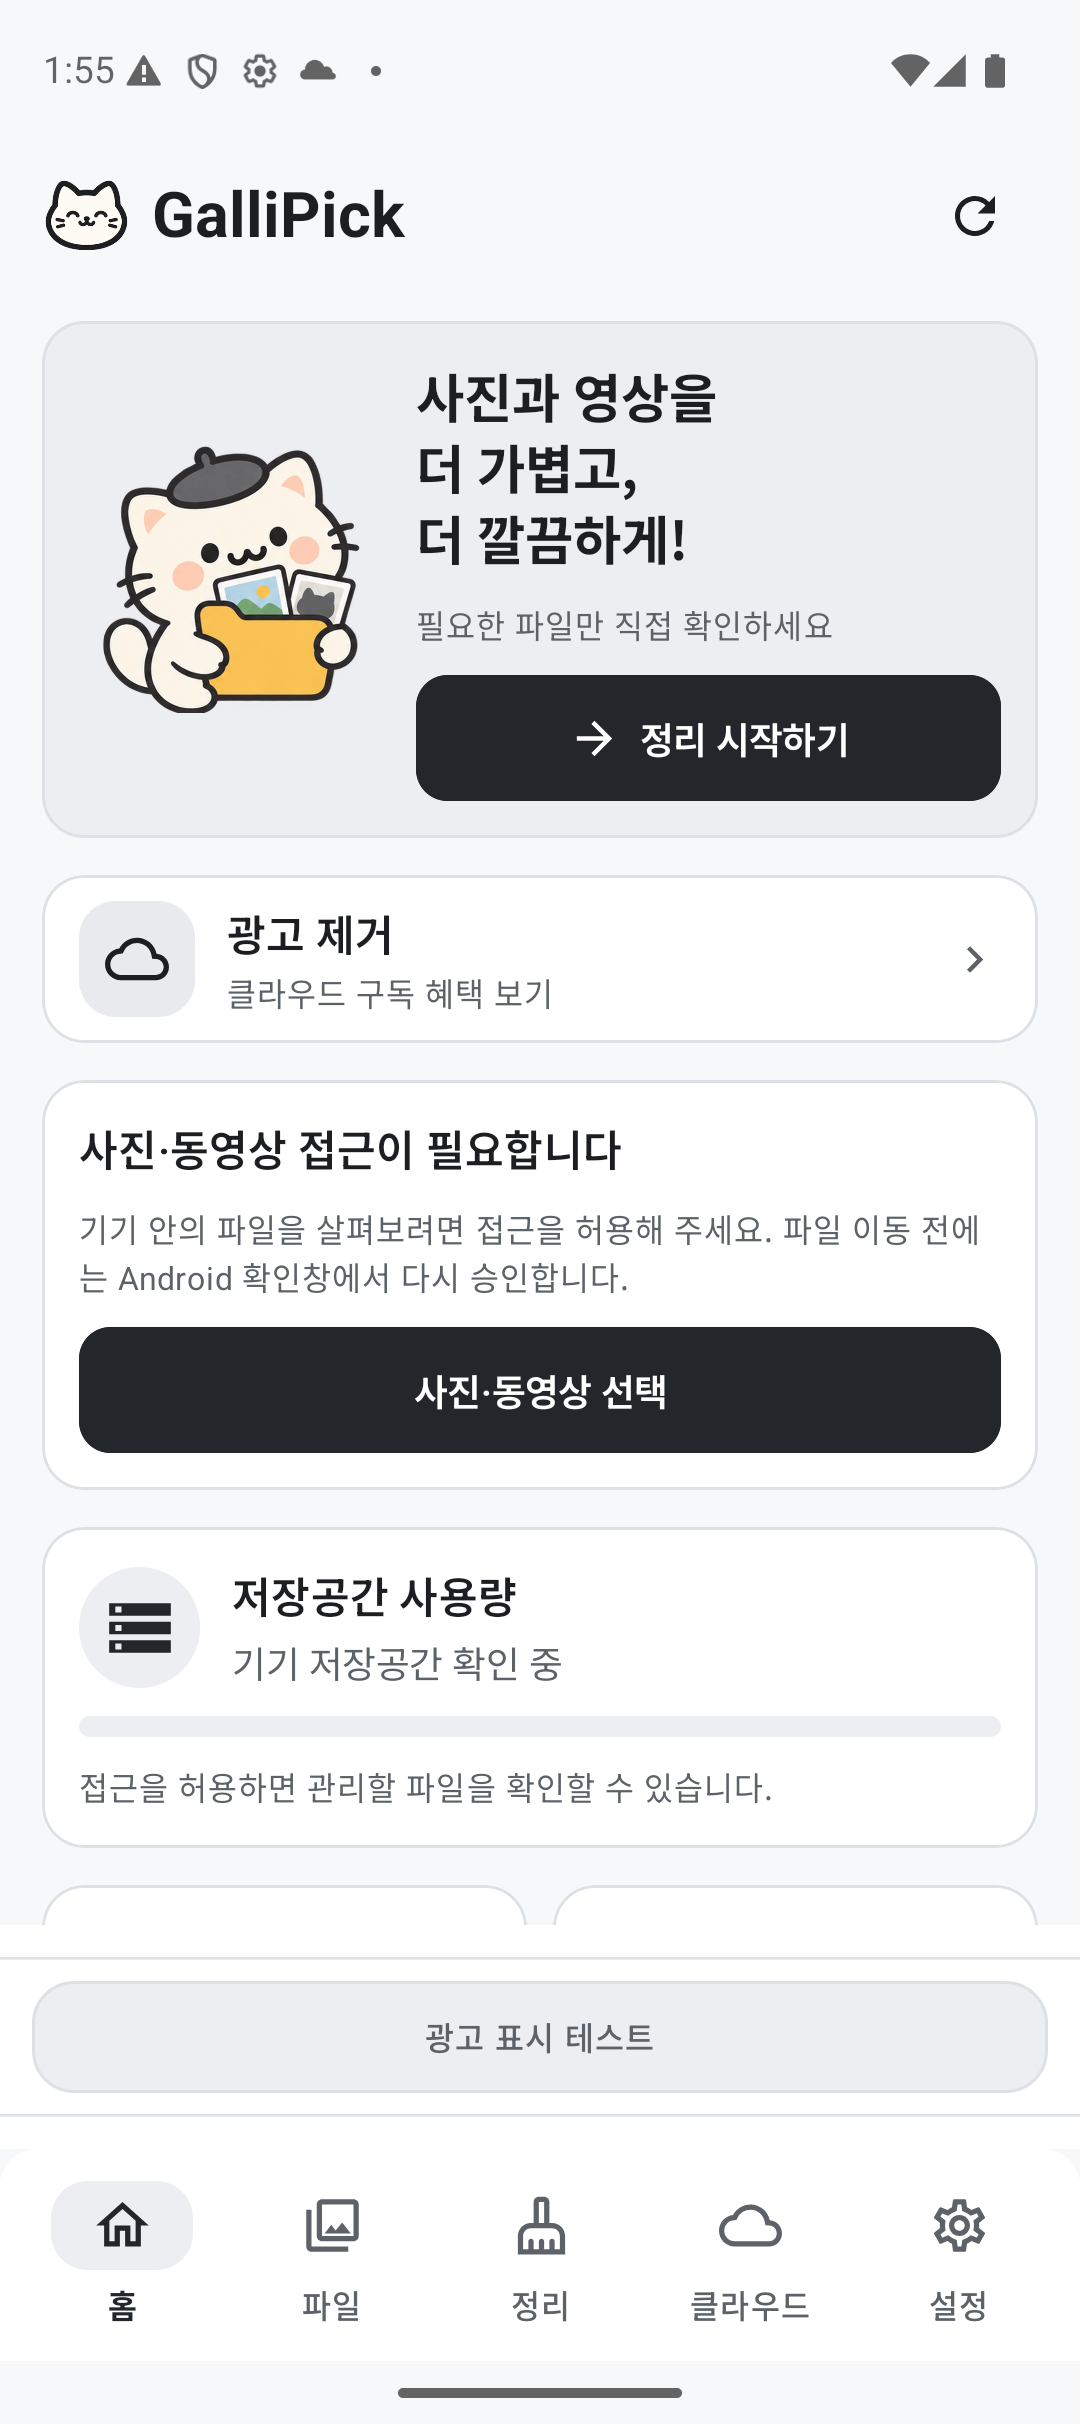 1:55
GalliPick
사진과 영상을
더 가볍고,
더 깔끔하게!
필요한 파일만 직접 확인하세요
정리 시작하기
광고 제거
클라우드 구독 혜택 보기
사진·동영상 접근이 필요합니다
기기 안의 파일을 살펴보려면 접근을 허용해 주세요. 파일 이동 전에
는 Android 확인창에서 다시 승인합니다.
사진·동영상 선택
저장공간 사용량
기기 저장공간 확인 중
접근을 허용하면 관리할 파일을 확인할 수 있습니다.
광고 표시 테스트
홈
파일
정리
클라우드
설정